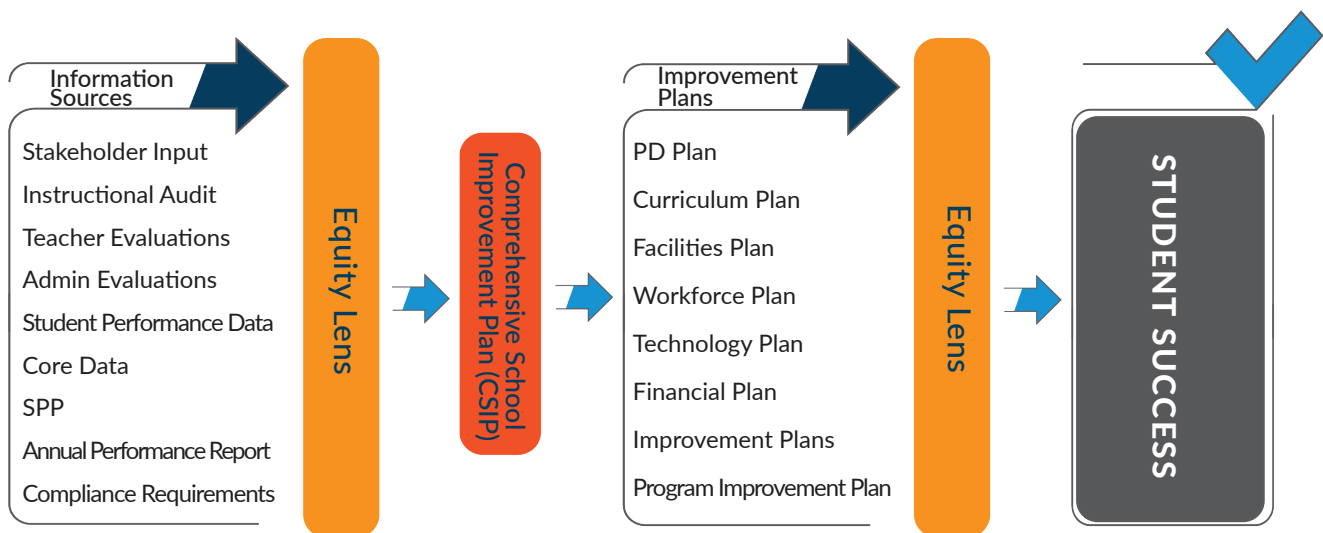 Information
Sources
Stakeholder Input
Instructional Audit
Teacher Evaluations
Admin Evaluations
Student Performance Data
Core Data
SPP
Annual Performance Report
Compliance Requirements
Equity Lens
Comprehensive School
Improvement Plan (CSIP)
Improvement
Plans
PD Plan
Curriculum Plan
Facilities Plan
Workforce Plan
Technology Plan
Financial Plan
Improvement Plans
Program Improvement Plan
Equity Lens
STUDENT SUCCESS